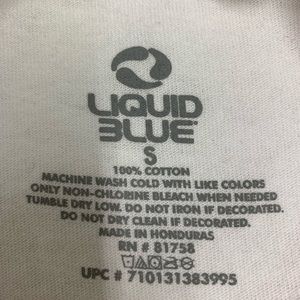 LIQUID
BLUE
S
100% COTTON
MACHINE WASH COLD WITH LIKE COLORS
ONLY NON-CHLORINE BLEACH WHEN NEEDED
TUMBLE DRY LOW. DO NOT IRON IF DECORATED.
DO NOT DRY CLEAN IF DECORATED.
MADE IN HONDURAS
RN # 81758
UPC # 710131383995